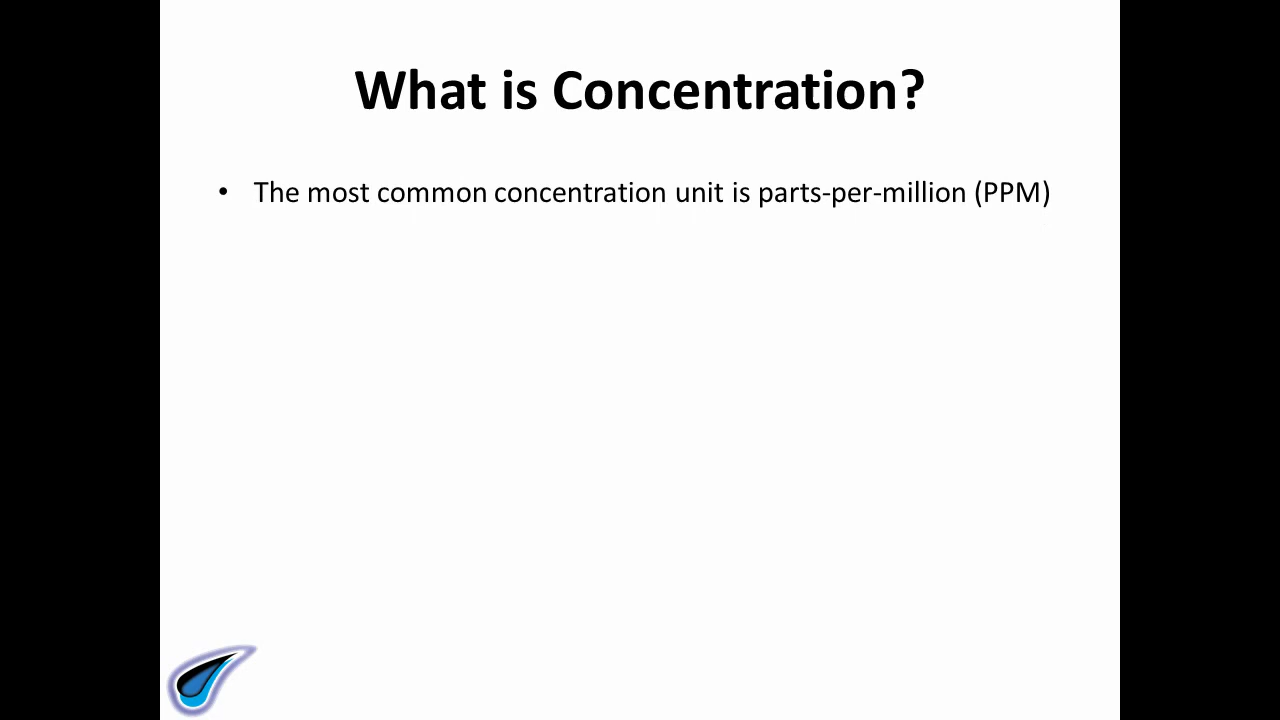 What is Concentration?
• The most common concentration unit is parts-per-million (PPM)